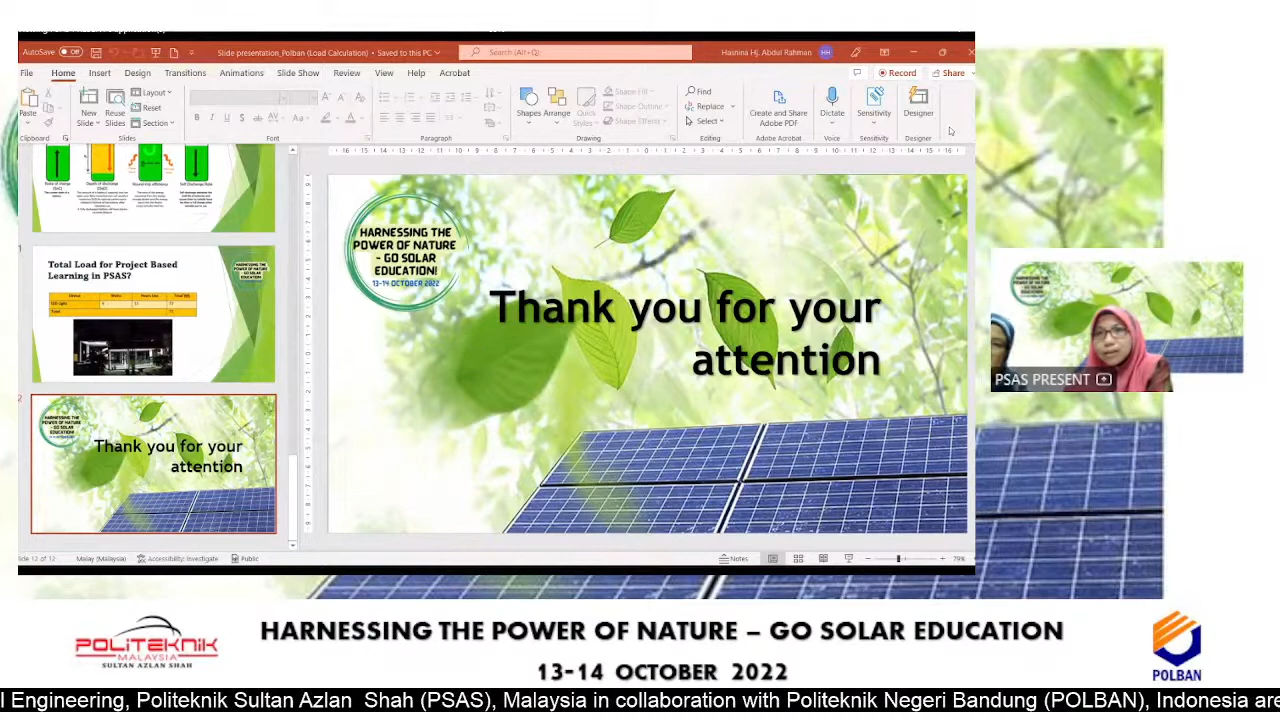 AutoSave Off
Slide presentation_Polban (Load Calculation) • Saved to this PC
Search (Alt+Q)
Hasnina Hj. Abdul Rahman HH
File Home Insert Design Transitions Animations Slide Show Review View Help Acrobat
Record Share
Paste
New Slides
Reuse Slides
Layout
Reset
Section
Shapes Arrange Quick Styles
Shape Fill
Shape Outline
Shape Effects
Find
Replace
Select
Create and Share Adobe PDF
Dictate
Sensitivity
Designer
Clipboard Slides Font Paragraph Drawing Editing Adobe Acrobat Voice Sensitivity Designer
Total Load for Project Based
Learning in PSAS?
HARNESSING THE
POWER OF NATURE
- GO SOLAR
EDUCATION!
13-14 OCTOBER 2022
Thank you for your
attention
HARNESSING THE
POWER OF NATURE
- GO SOLAR
EDUCATION!
13-14 OCTOBER 2022
Thank you for your
attention
PSAS PRESENT
Slide 12 of 12 Malay (Malaysia) Accessibility: Investigate Public
Notes
79%
POLITEKNIK
MALAYSIA
SULTAN AZLAN SHAH
HARNESSING THE POWER OF NATURE – GO SOLAR EDUCATION
13-14 OCTOBER 2022
POLBAN
l Engineering, Politeknik Sultan Azlan Shah (PSAS), Malaysia in collaboration with Politeknik Negeri Bandung (POLBAN), Indonesia are